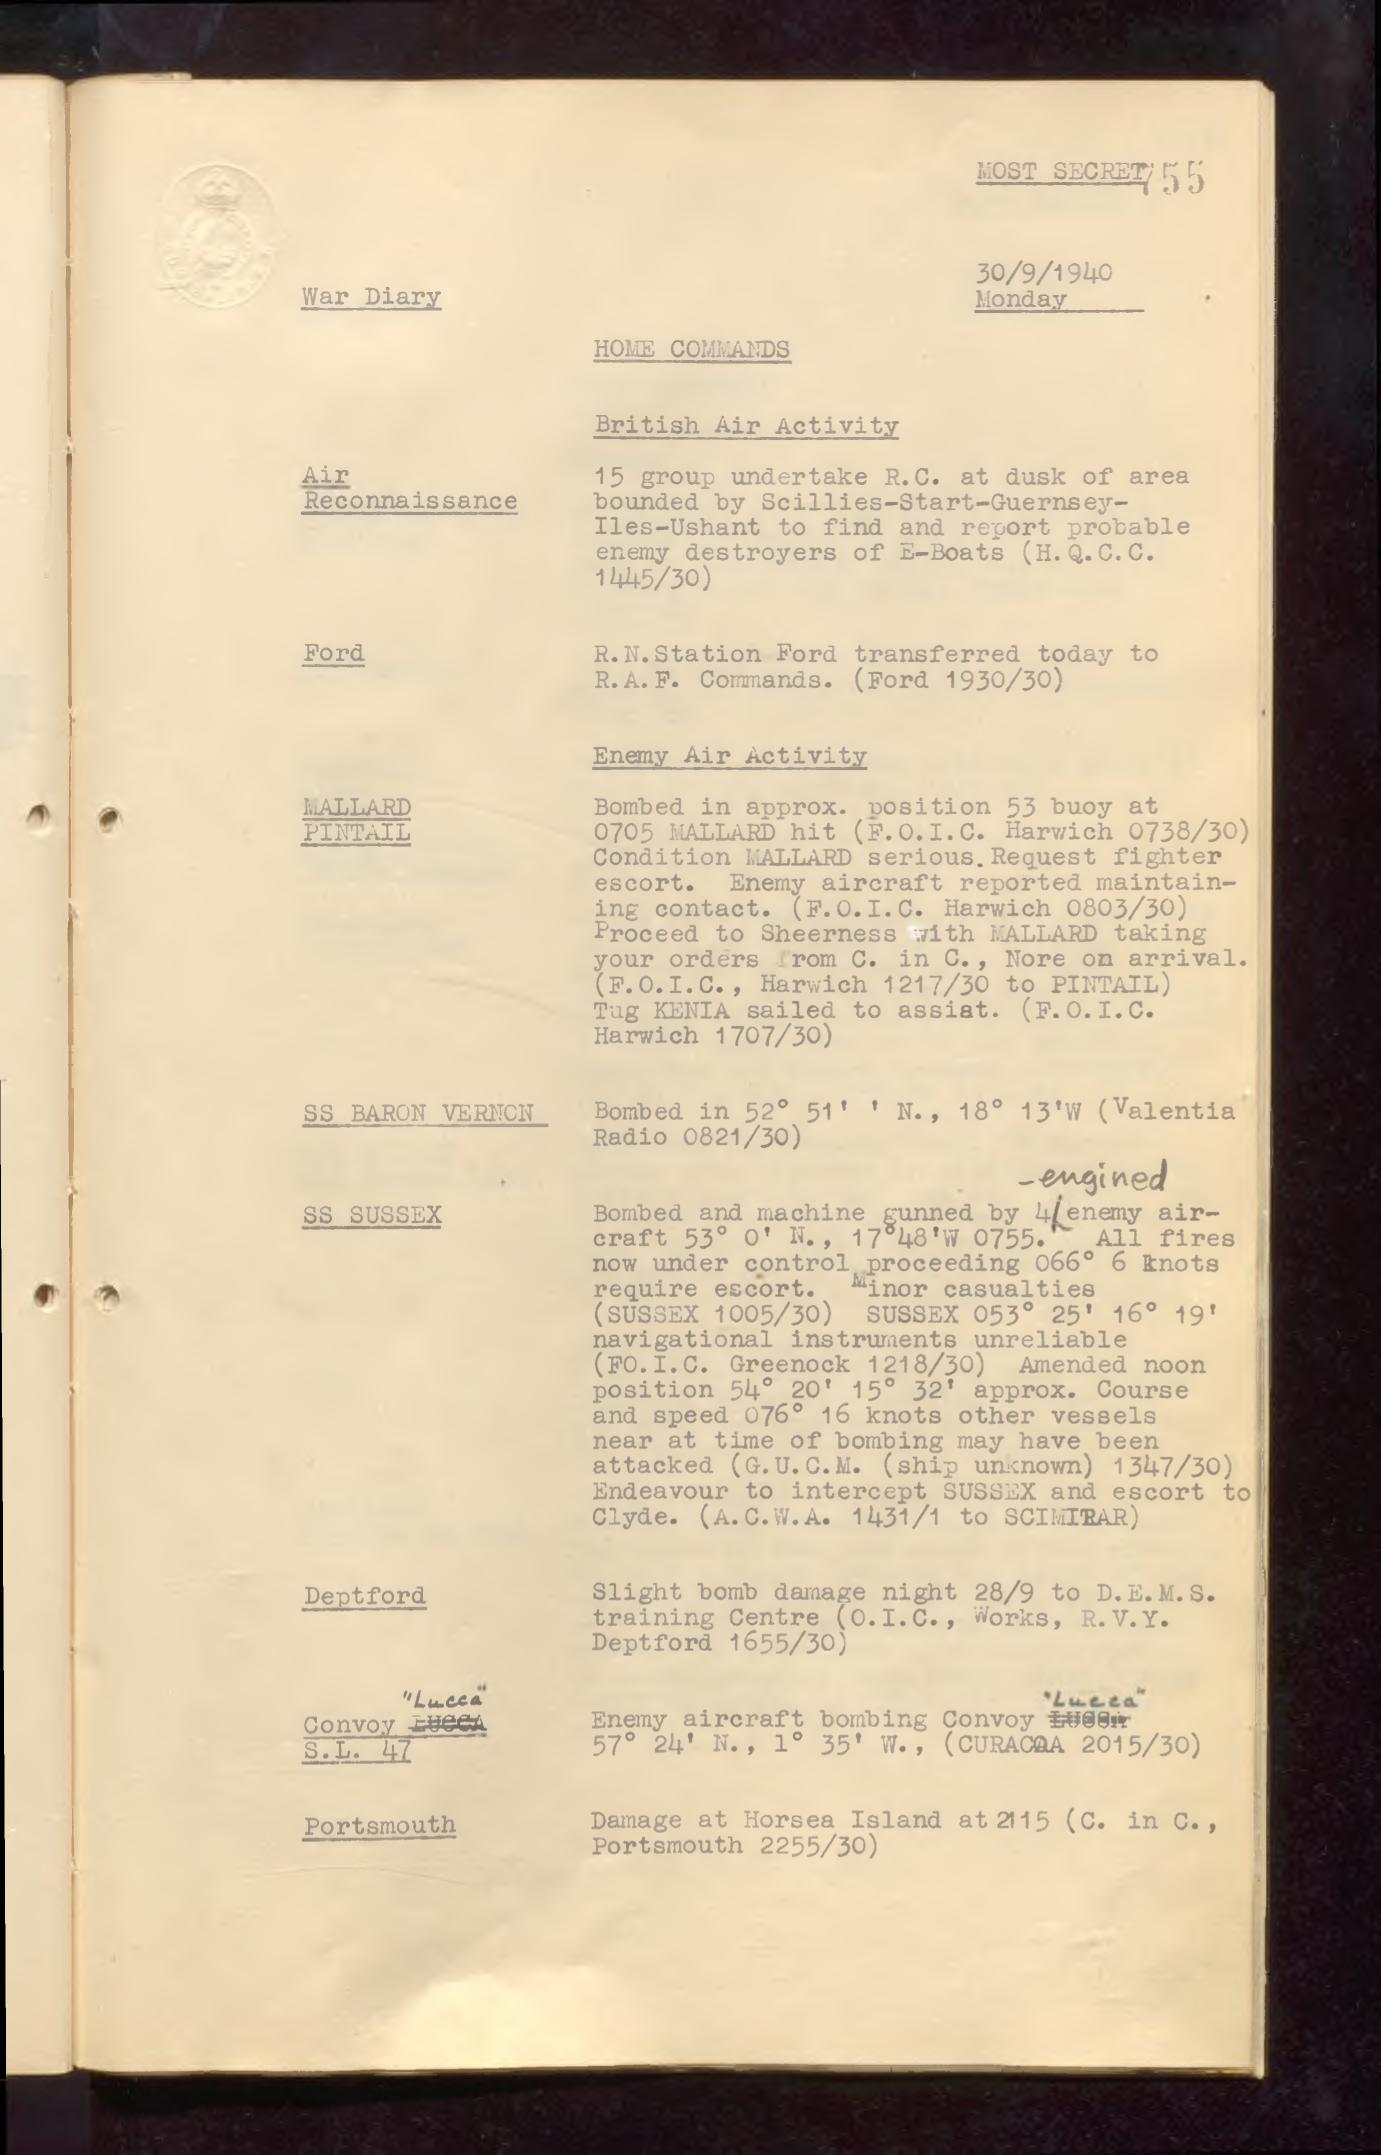 MOST SECRET
755
30/9/1940
War Diary Monday
HOME COMMANDS
British Air Activity
Air 15 group undertake R.C. at dusk of area
Reconnaissance bounded by Scillies-Start-Guernsey-
Iles-Ushant to find and report probable
enemy destroyers of E-Boats (H.Q.C.C.
1445/30)
Ford R.N.Station Ford transferred today to
R.A.F. Commands. (Ford 1930/30)
Enemy Air Activity
MALLARD Bombed in approx. position 53 buoy at
PINTAIL 0705 MALLARD hit (F.O.I.C. Harwich 0738/30)
Condition MALLARD serious. Request fighter
escort. Enemy aircraft reported maintain-
ing contact. (F.O.I.C. Harwich 0803/30)
Proceed to Sheerness with MALLARD taking
your orders from C. in C., Nore on arrival.
(F.O.I.C., Harwich 1217/30 to PINTAIL)
Tug KENIA sailed to assiat. (F.O.I.C.
Harwich 1707/30)
SS BARON VERNON Bombed in 52° 51' ' N., 18° 13'W (Valentia
Radio 0821/30)
-engined
SS SUSSEX Bombed and machine gunned by 4 enemy air-
craft 53° 0' N., 17°48'W 0755. All fires
now under control proceeding 066° 6 knots
require escort. Minor casualties
(SUSSEX 1005/30) SUSSEX 053° 25' 16° 19'
navigational instruments unreliable
(FO.I.C. Greenock 1218/30) Amended noon
position 54° 20' 15° 32' approx. Course
and speed 076° 16 knots other vessels
near at time of bombing may have been
attacked (G.U.C.M. (ship unknown) 1347/30)
Endeavour to intercept SUSSEX and escort to
Clyde. (A.C.W.A. 1431/1 to SCIMITAR)
Deptford Slight bomb damage night 28/9 to D.E.M.S.
training Centre (O.I.C., Works, R.V.Y.
Deptford 1655/30)
"Lucca" "Lucca"
Convoy LUCCA Enemy aircraft bombing Convoy LUCCA
S.L. 47 57° 24' N., 1° 35' W., (CURACOA 2015/30)
Portsmouth Damage at Horsea Island at 2115 (C. in C.,
Portsmouth 2255/30)